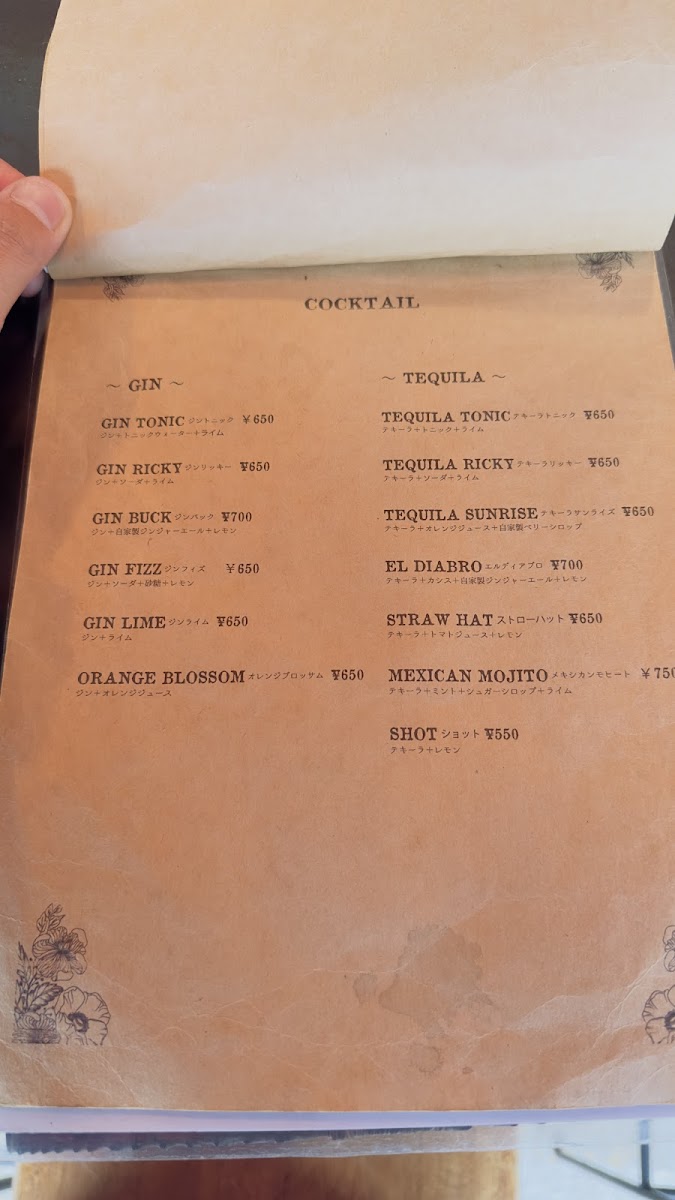 COCKTAIL
~ GIN ~
GIN TONIC ジントニック ¥650
ジン+トニックウォーター+ライム
GIN RICKY ジンリッキー ¥650
ジン+ソーダ+ライム
GIN BUCK ジンバック ¥700
ジン+自家製ジンジャーエール+レモン
GIN FIZZ ジンフィズ ¥650
ジン+ソーダ+砂糖+レモン
GIN LIME ジンライム ¥650
ジン+ライム
ORANGE BLOSSOM オレンジブロッサム ¥650
ジン+オレンジジュース
~ TEQUILA ~
TEQUILA TONIC テキーラトニック ¥650
テキーラ+トニック+ライム
TEQUILA RICKY テキーラリッキー ¥650
テキーラ+ソーダ+ライム
TEQUILA SUNRISE テキーラサンライズ ¥650
テキーラ+オレンジジュース+自家製ベリーシロップ
EL DIABRO エルディアブロ ¥700
テキーラ+カシス+自家製ジンジャーエール+レモン
STRAW HAT ストローハット ¥650
テキーラ+トマトジュース+レモン
MEXICAN MOJITO メキシカンモヒート ¥750
テキーラ+ミント+シュガーシロップ+ライム
SHOT ショット ¥550
テキーラ+レモン